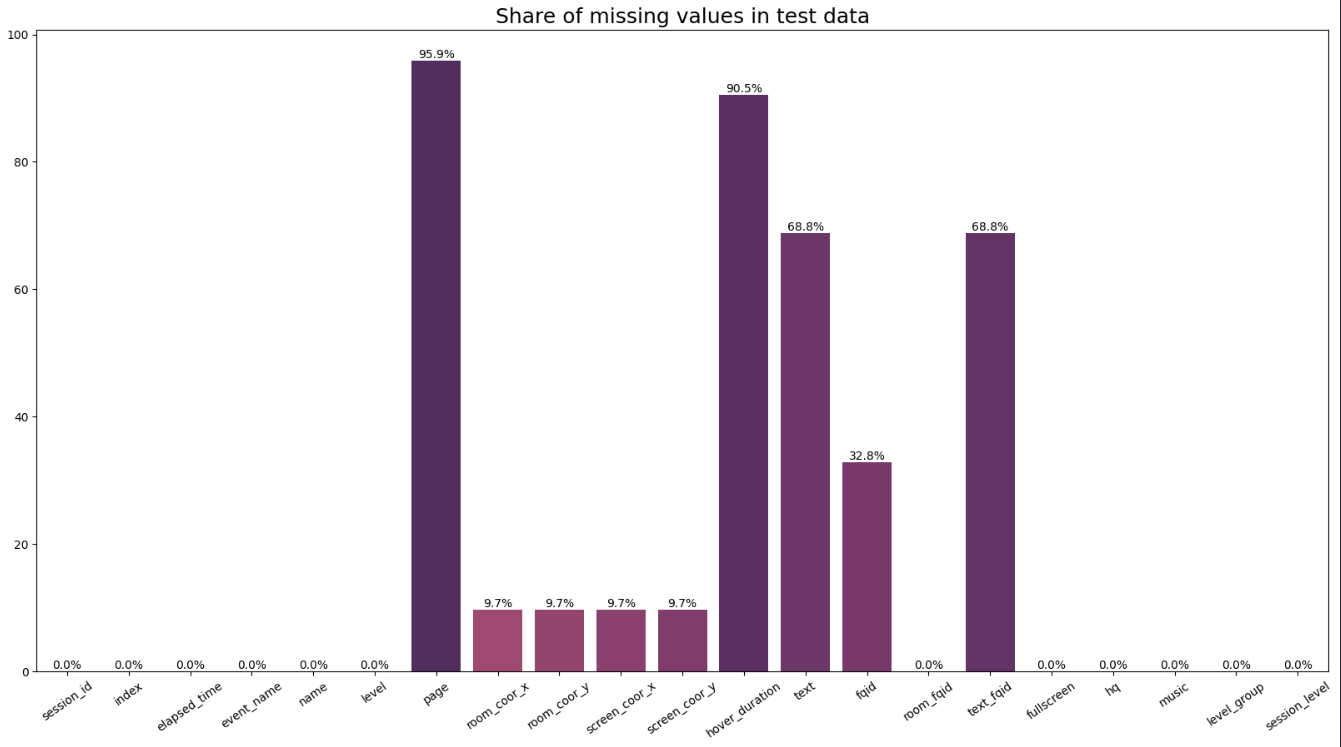 Share of missing values in test data
100
80
60
40
20
0
0.0% 0.0% 0.0% 0.0% 0.0% 0.0% 95.9% 9.7% 9.7% 9.7% 9.7% 90.5% 68.8% 32.8% 0.0% 68.8% 0.0% 0.0% 0.0% 0.0% 0.0%
session_id
index
elapsed_time
event_name
name
level
page
room_coor_x
room_coor_y
screen_coor_x
screen_coor_y
hover_duration
text
fqid
room_fqid
text_fqid
fullscreen
hq
music
level_group
session_level